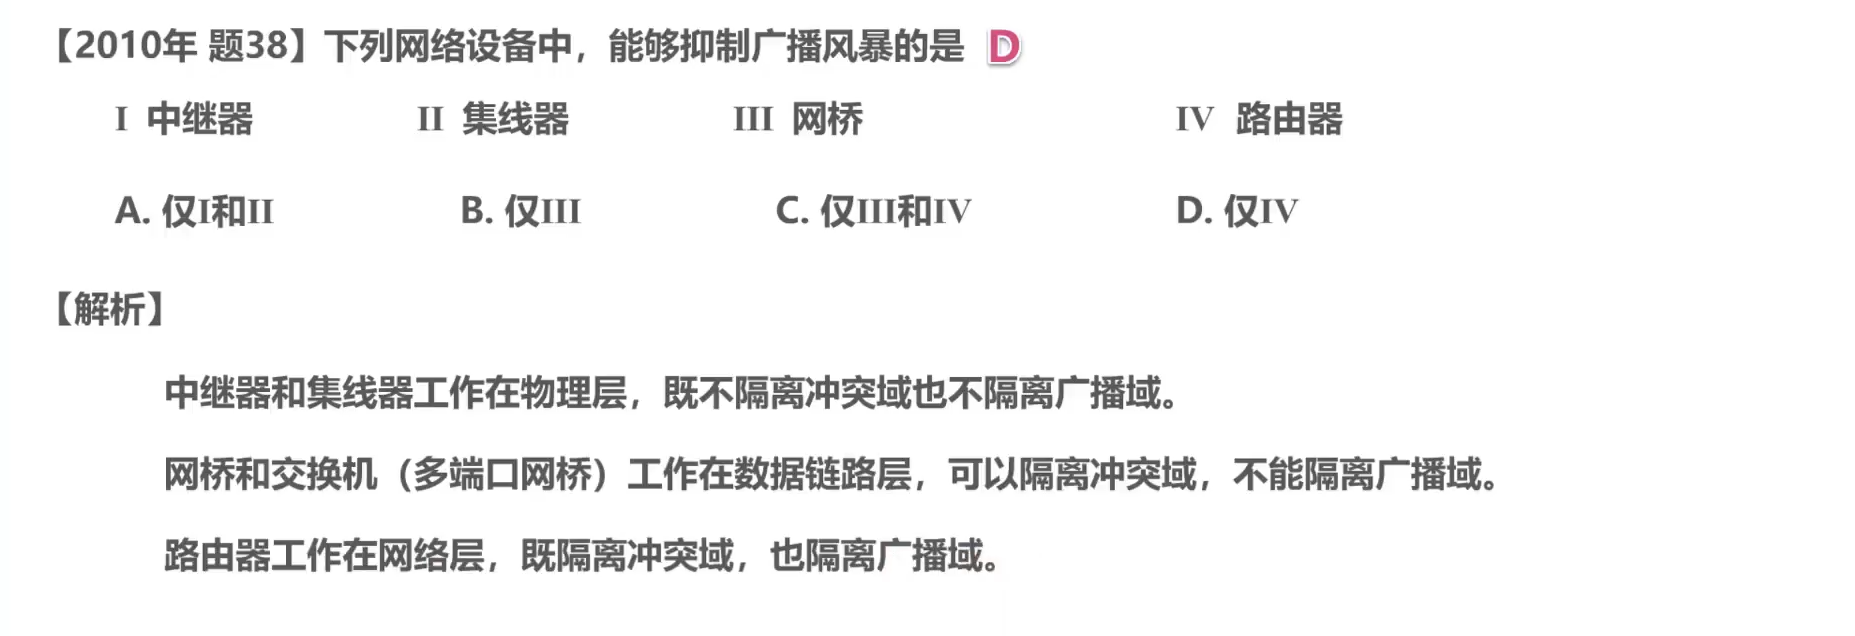 【2010年 题38】下列网络设备中，能够抑制广播风暴的是 D
I 中继器 II 集线器 III 网桥 IV 路由器
A. 仅I和II B. 仅III C. 仅III和IV D. 仅IV
【解析】
中继器和集线器工作在物理层，既不隔离冲突域也不隔离广播域。
网桥和交换机（多端口网桥）工作在数据链路层，可以隔离冲突域，不能隔离广播域。
路由器工作在网络层，既隔离冲突域，也隔离广播域。